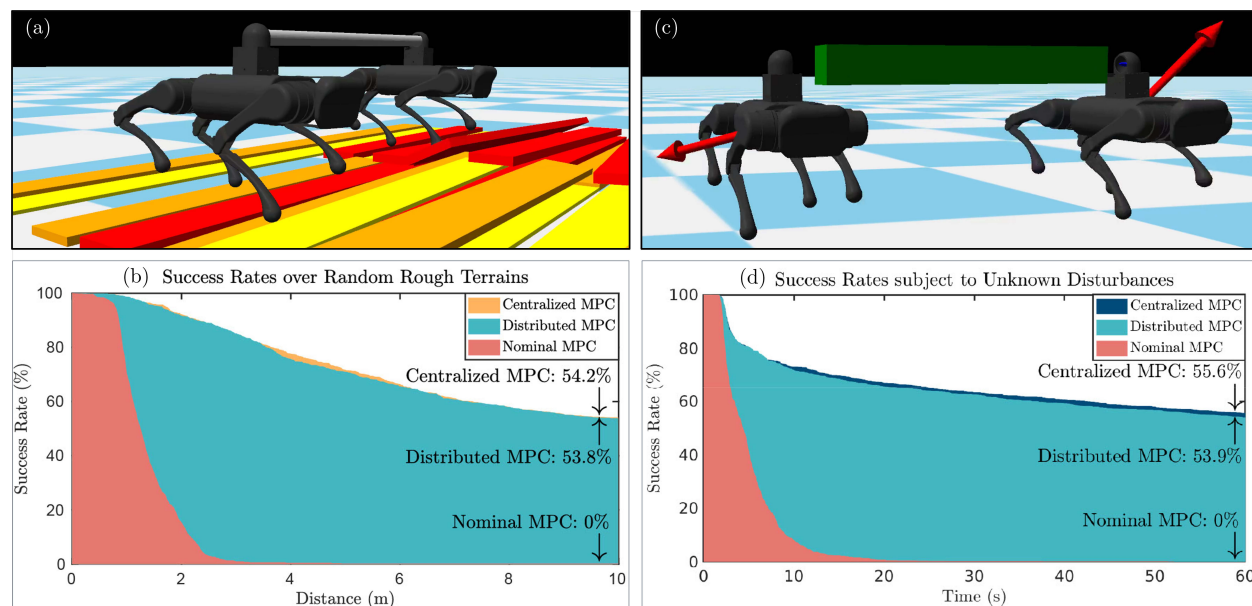 (a)
(c)
(b) Success Rates over Random Rough Terrains
Success Rate (%)
100
80
60
40
20
0
Centralized MPC
Distributed MPC
Nominal MPC
Centralized MPC: 54.2%
Distributed MPC: 53.8%
Nominal MPC: 0%
0 2 4 6 8 10
Distance (m)
(d) Success Rates subject to Unknown Disturbances
Success Rate (%)
100
80
60
40
20
0
Centralized MPC
Distributed MPC
Nominal MPC
Centralized MPC: 55.6%
Distributed MPC: 53.9%
Nominal MPC: 0%
0 10 20 30 40 50 60
Time (s)